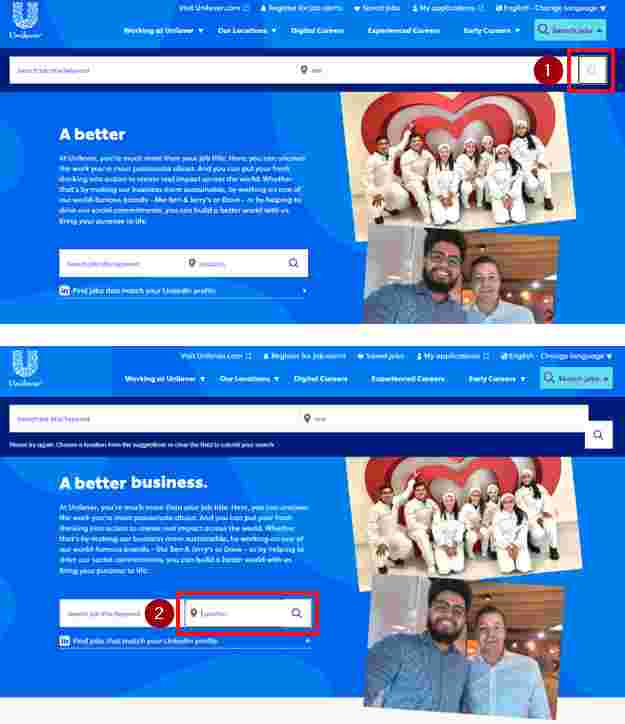 Visit Unilever.com Register for job alerts Saved jobs My applications English - Change language
Unilever
Working at Unilever Our Locations Digital Careers Experienced Careers Early Careers Search jobs
Search job title/keyword
1
A better
At Unilever, you're much more than your job title. Here, you can uncover
the work you're most passionate about. And you can put your fresh
thinking into action to create real impact across the world. Whether
that's by making our business more sustainable, by working on one of
our world-famous brands – like Ben & Jerry's or Dove – or by helping to
drive our social commitments, you can build a better world with us.
Bring your purpose to life.
Search job title/keyword Location
in Find jobs that match your LinkedIn profile
Visit Unilever.com Register for job alerts Saved jobs My applications English - Change language
Unilever
Working at Unilever Our Locations Digital Careers Experienced Careers Early Careers Search jobs
Search job title/keyword
Please try again. Choose a location from the suggestions or clear the field to submit your search
A better business.
At Unilever, you're much more than your job title. Here, you can uncover
the work you're most passionate about. And you can put your fresh
thinking into action to create real impact across the world. Whether
that's by making our business more sustainable, by working on one of
our world-famous brands – like Ben & Jerry's or Dove – or by helping to
drive our social commitments, you can build a better world with us.
Bring your purpose to life.
Search job title/keyword 2 Location
in Find jobs that match your LinkedIn profile